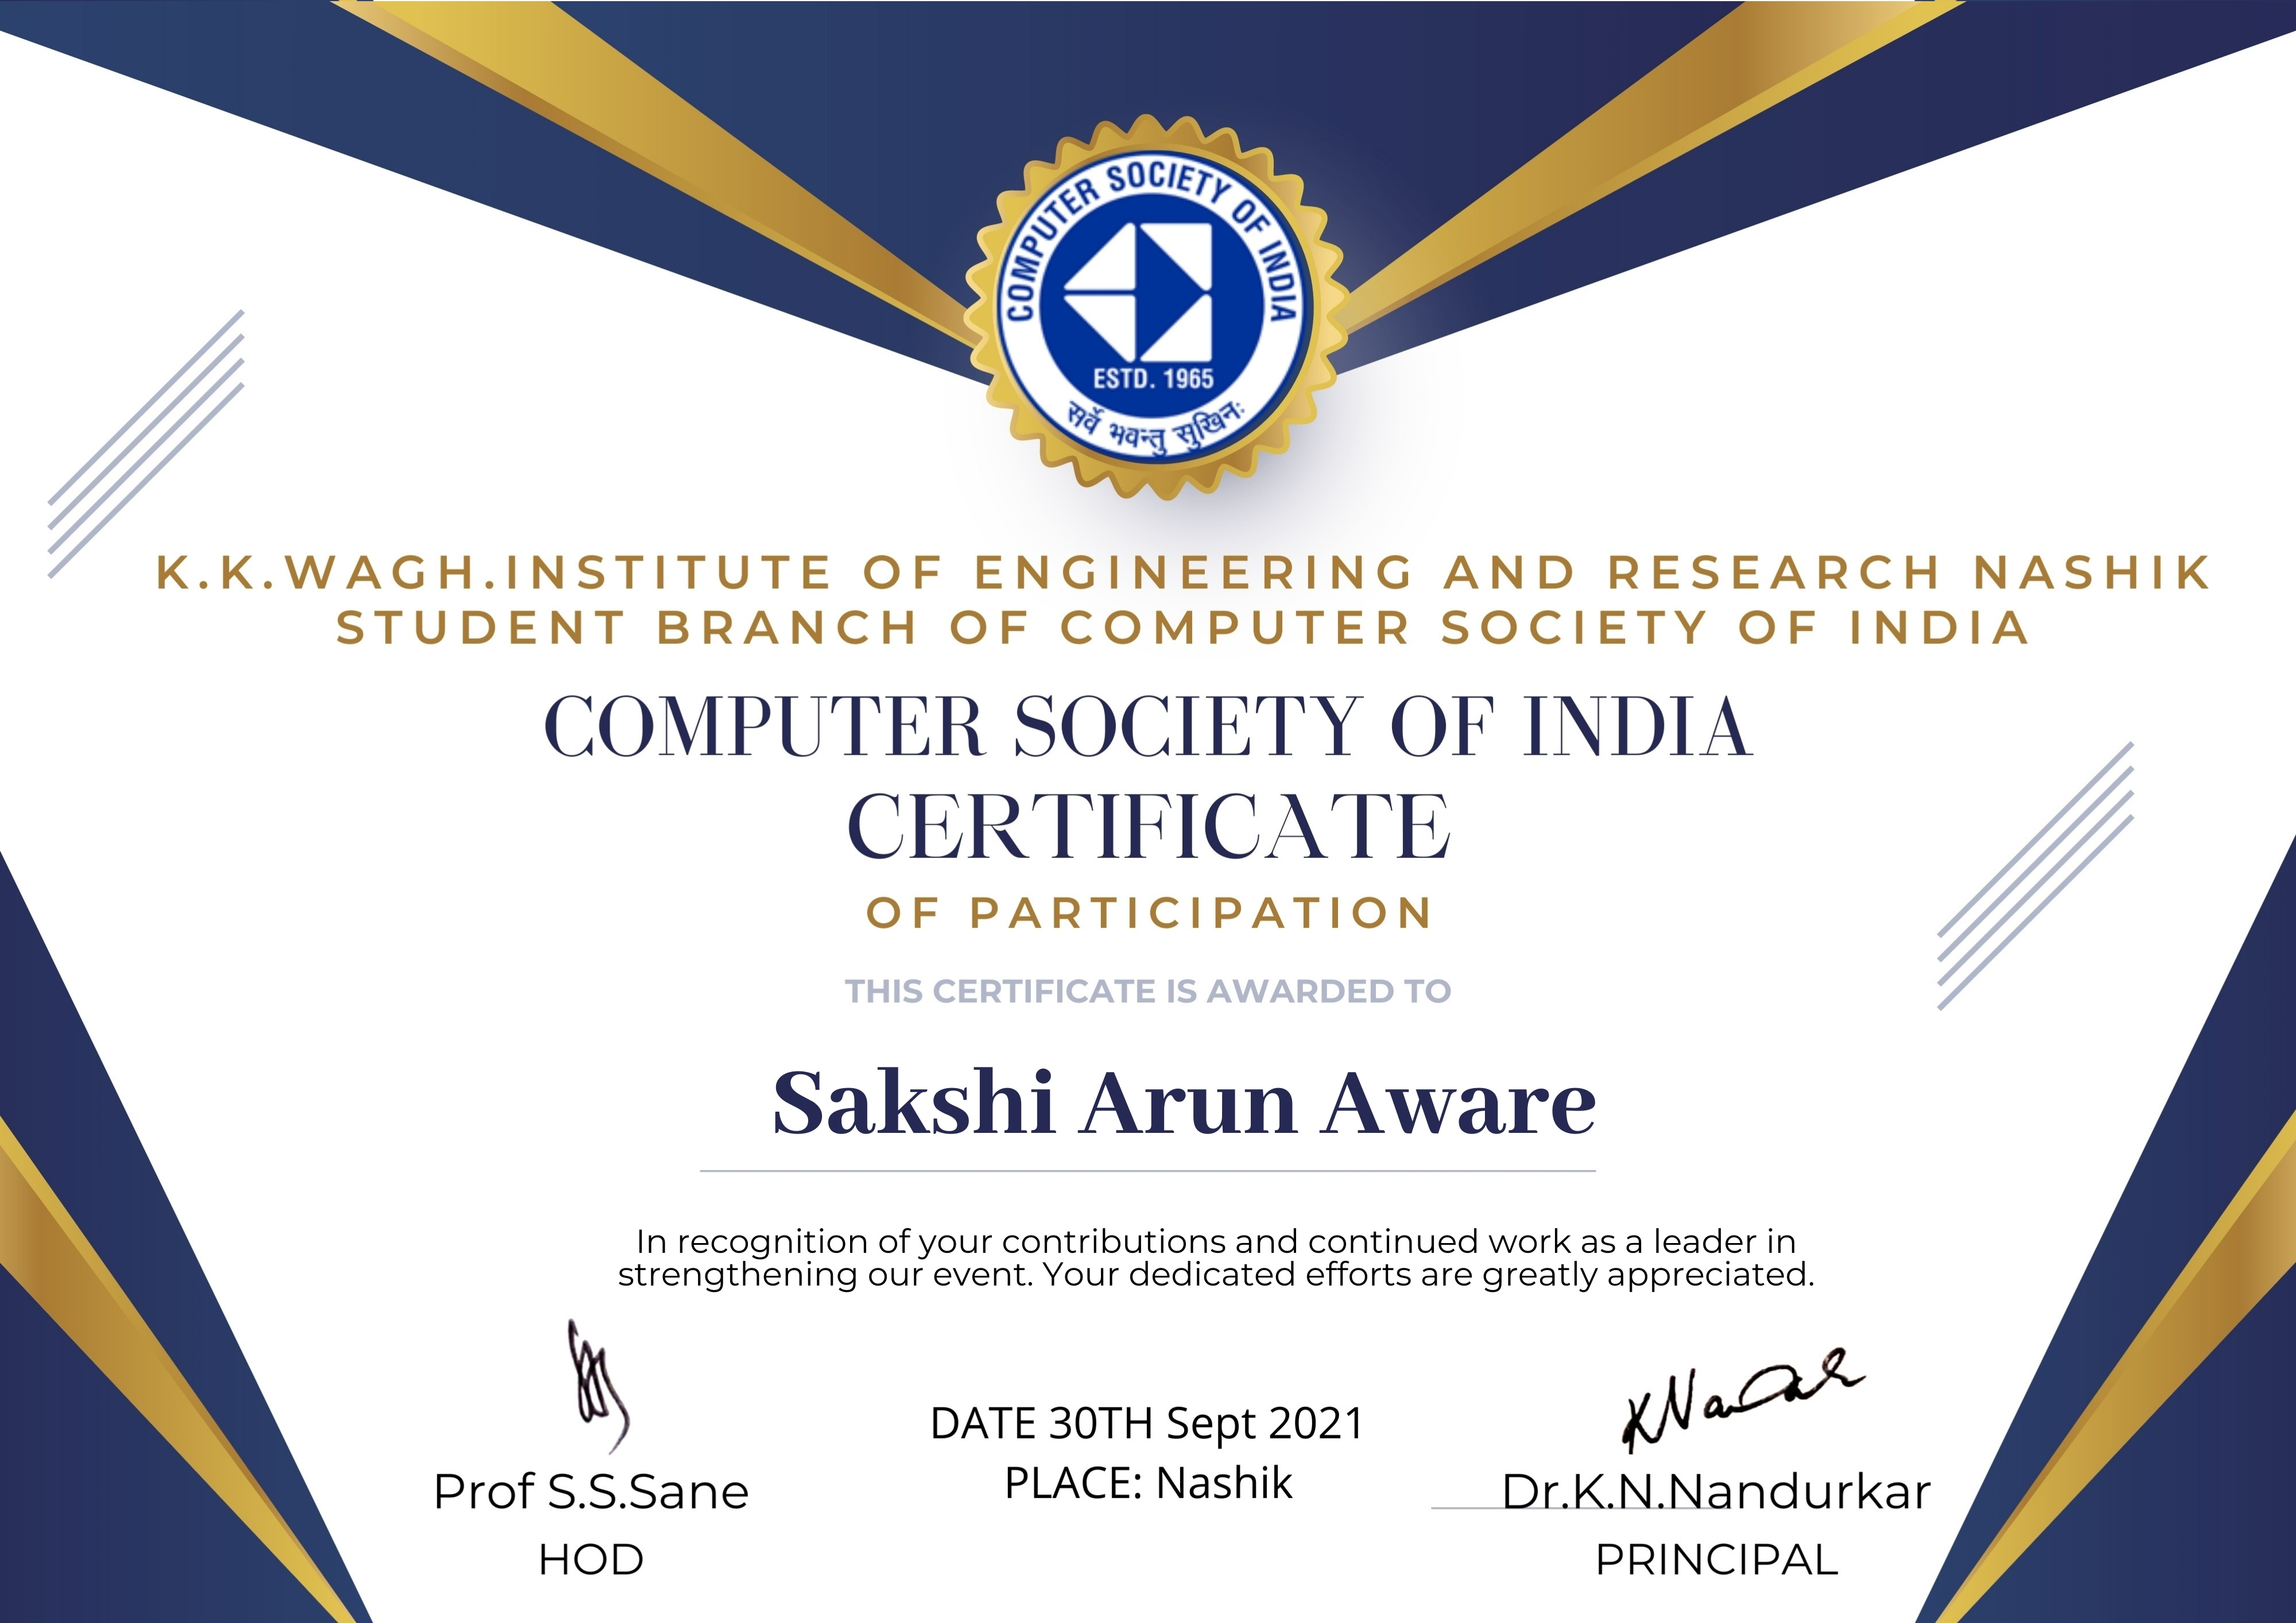 COMPUTER SOCIETY OF INDIA
ESTD. 1965
सर्वे भवन्तु सुखिनः
K.K.WAGH.INSTITUTE OF ENGINEERING AND RESEARCH NASHIK
STUDENT BRANCH OF COMPUTER SOCIETY OF INDIA
COMPUTER SOCIETY OF INDIA
CERTIFICATE
OF PARTICIPATION
THIS CERTIFICATE IS AWARDED TO
Sakshi Arun Aware
In recognition of your contributions and continued work as a leader in
strengthening our event. Your dedicated efforts are greatly appreciated.
DATE 30TH Sept 2021
PLACE: Nashik
Prof S.S.Sane
HOD
Dr.K.N.Nandurkar
PRINCIPAL